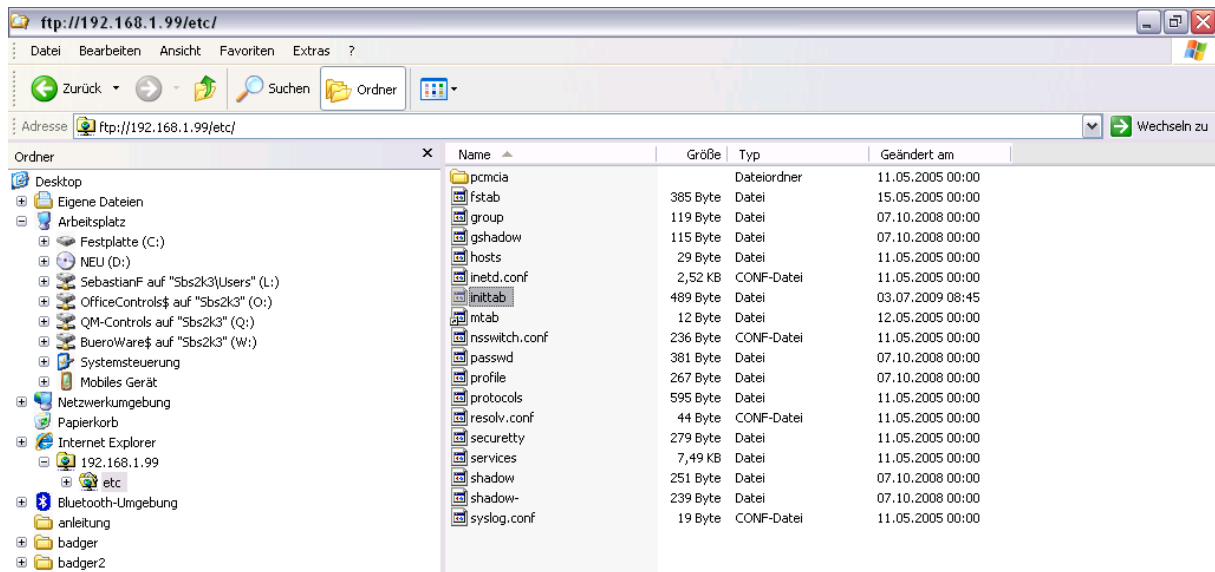 ftp://192.168.1.99/etc/
Datei Bearbeiten Ansicht Favoriten Extras ?
Zurück Suchen Ordner
Adresse ftp://192.168.1.99/etc/ Wechseln zu
Ordner
Desktop
Eigene Dateien
Arbeitsplatz
Festplatte (C:)
NEU (D:)
SebastianF auf "Sbs2k3\Users" (L:)
OfficeControls$ auf "Sbs2k3" (O:)
QM-Controls auf "Sbs2k3" (Q:)
BueroWare$ auf "Sbs2k3" (W:)
Systemsteuerung
Mobiles Gerät
Netzwerkumgebung
Papierkorb
Internet Explorer
192.168.1.99
etc
Bluetooth-Umgebung
anleitung
badger
badger2
Name Größe Typ Geändert am
pcmcia Dateiordner 11.05.2005 00:00
fstab 385 Byte Datei 15.05.2005 00:00
group 119 Byte Datei 07.10.2008 00:00
gshadow 115 Byte Datei 07.10.2008 00:00
hosts 29 Byte Datei 11.05.2005 00:00
inetd.conf 2,52 KB CONF-Datei 11.05.2005 00:00
inittab 489 Byte Datei 03.07.2009 08:45
mtab 12 Byte Datei 12.05.2005 00:00
nsswitch.conf 236 Byte CONF-Datei 11.05.2005 00:00
passwd 381 Byte Datei 07.10.2008 00:00
profile 267 Byte Datei 07.10.2008 00:00
protocols 595 Byte Datei 11.05.2005 00:00
resolv.conf 44 Byte CONF-Datei 11.05.2005 00:00
securetty 279 Byte Datei 11.05.2005 00:00
services 7,49 KB Datei 11.05.2005 00:00
shadow 251 Byte Datei 07.10.2008 00:00
shadow- 239 Byte Datei 07.10.2008 00:00
syslog.conf 19 Byte CONF-Datei 11.05.2005 00:00